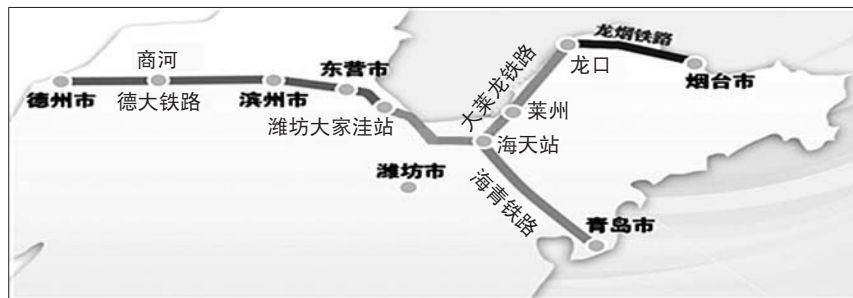 龙烟铁路
商河
东营市
大莱龙铁路
龙口
烟台市
德州市
德大铁路
滨州市
莱州
潍坊大家洼站
海天站
潍坊市
海青铁路
青岛市